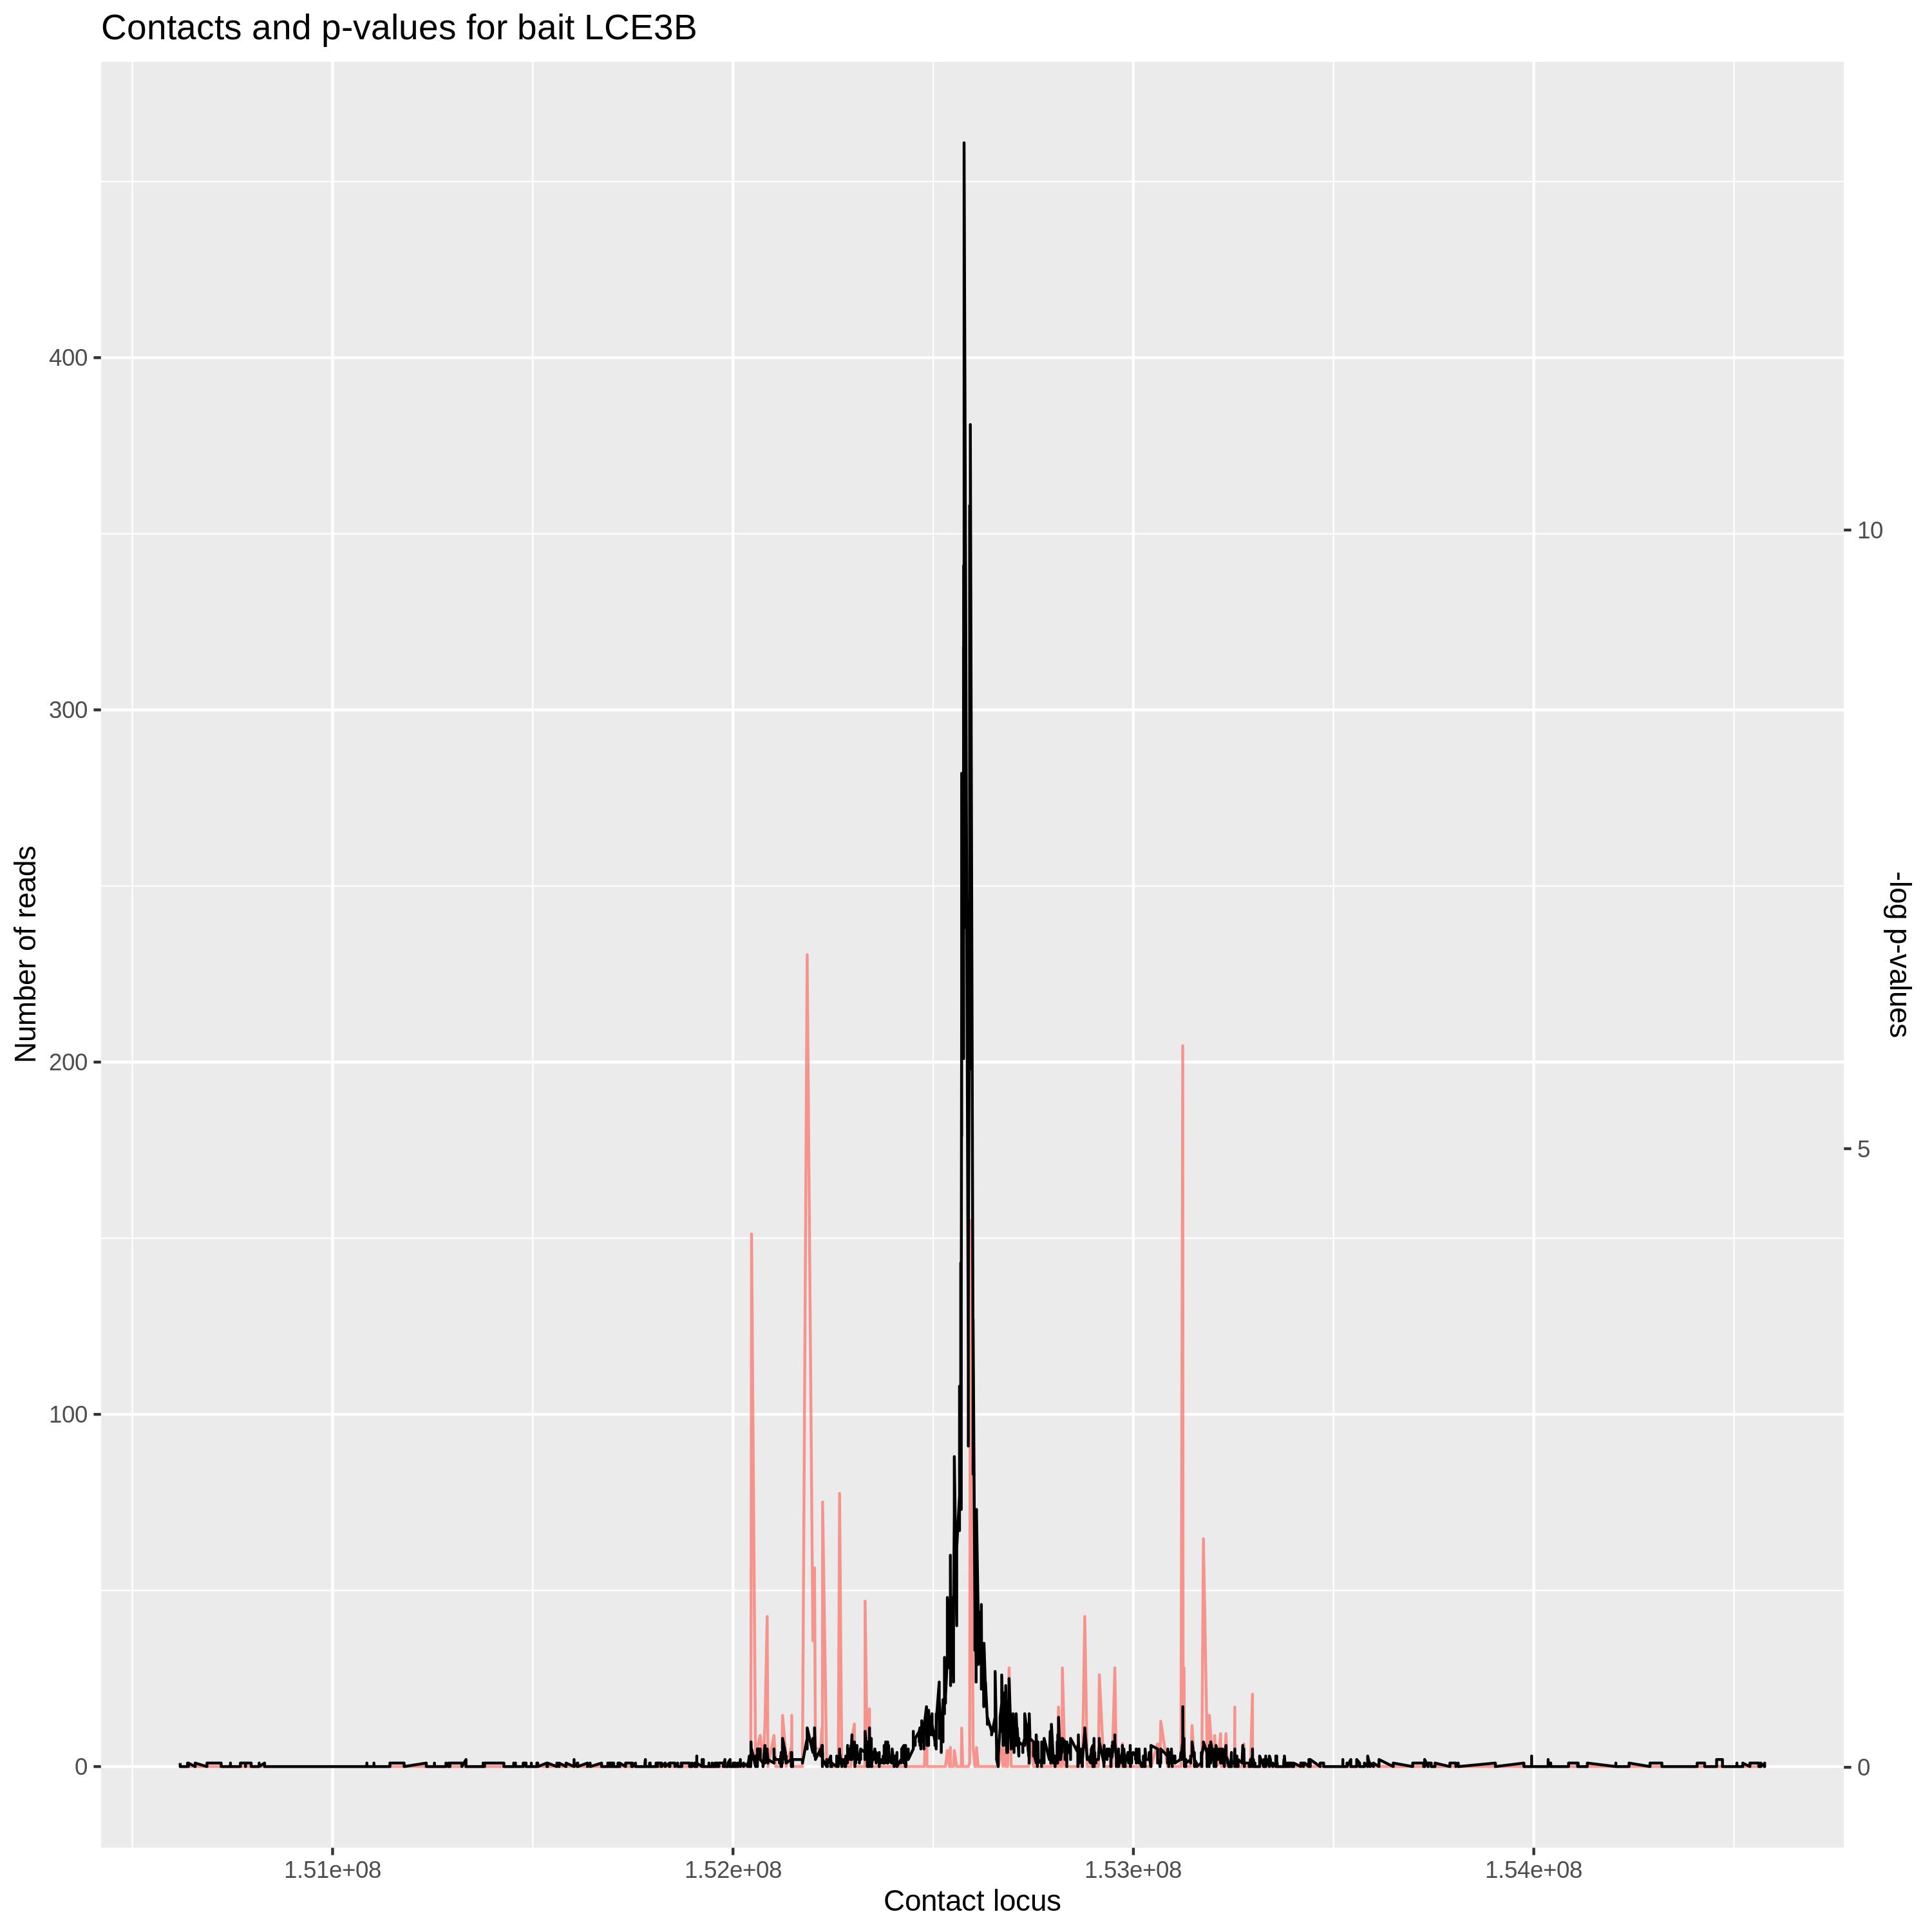 Contacts and p-values for bait LCE3B
400
300
200
100
0
Number of reads
10
5
0
-log p-values
1.51e+08
1.52e+08
1.53e+08
1.54e+08
Contact locus